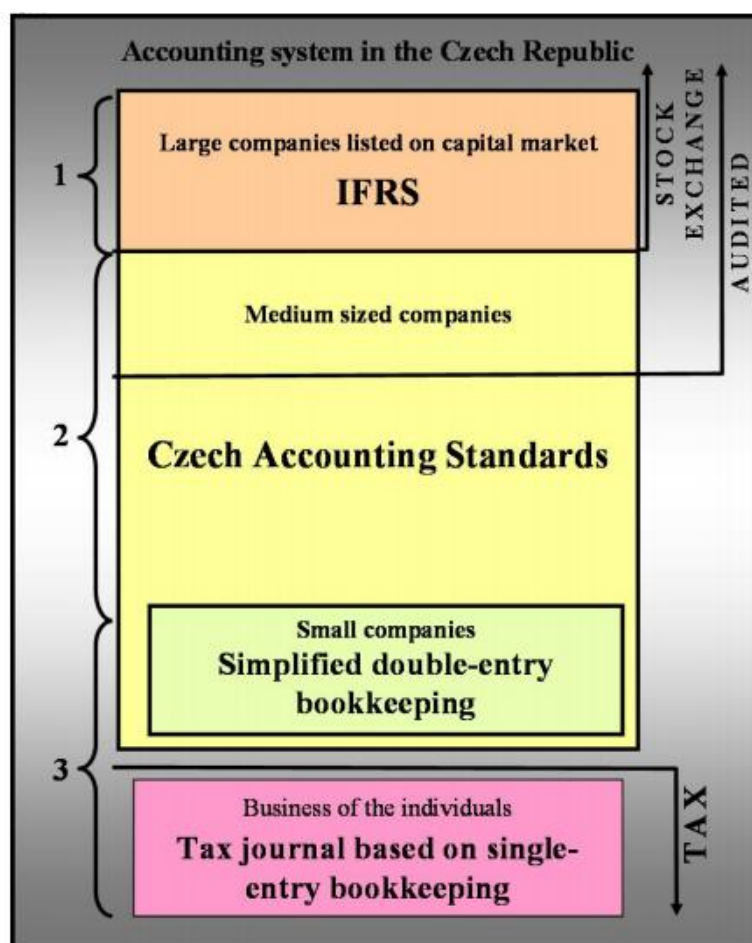 Accounting system in the Czech Republic
Large companies listed on capital market
IFRS
1
STOCK
EXCHANGE
AUDITED
Medium sized companies
2
Czech Accounting Standards
Small companies
Simplified double-entry
bookkeeping
3
Business of the individuals
Tax journal based on single-
entry bookkeeping
TAX